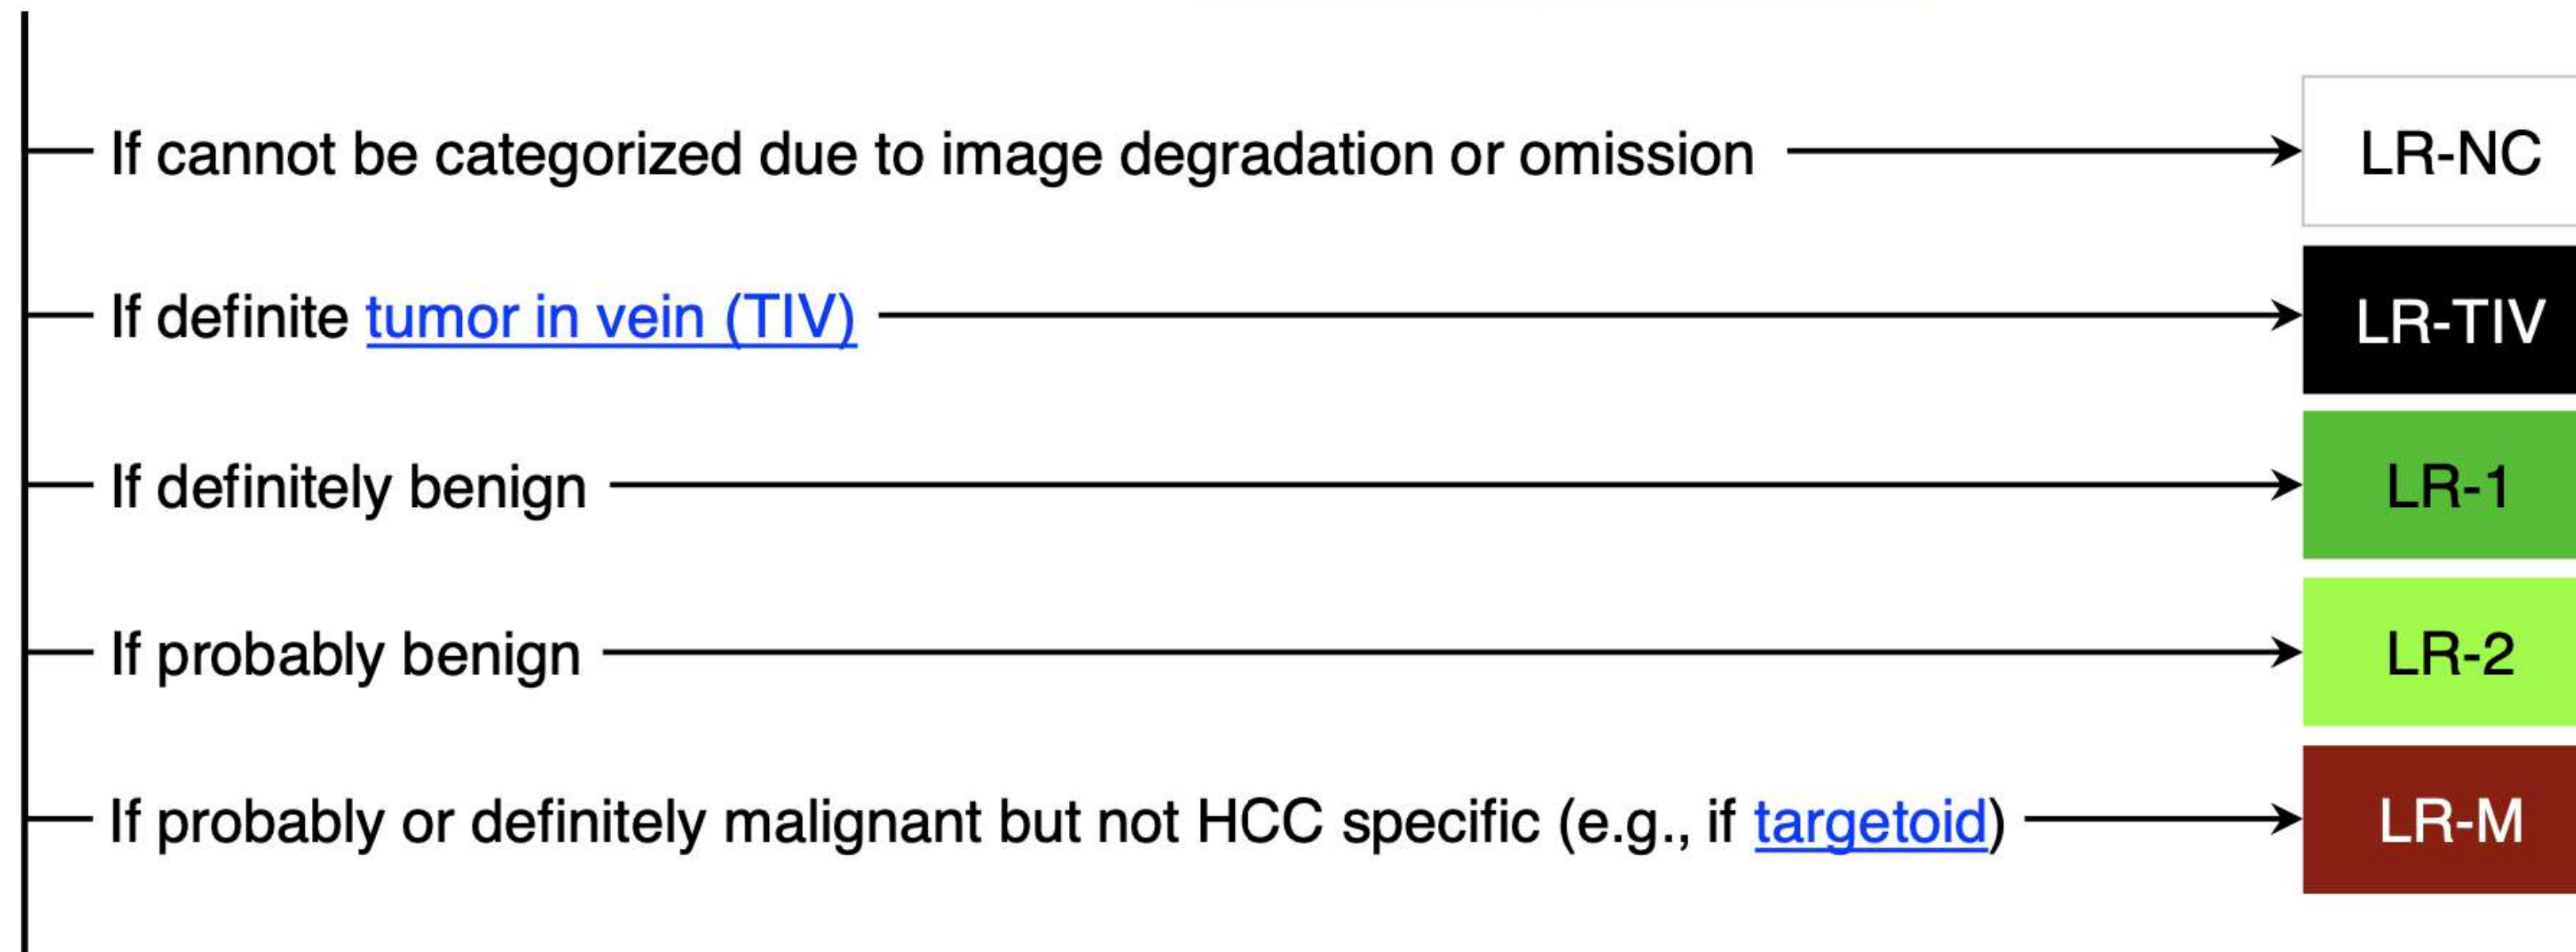 If cannot be categorized due to image degradation or omission LR-NC
If definite tumor in vein (TIV) LR-TIV
If definitely benign LR-1
If probably benign LR-2
If probably or definitely malignant but not HCC specific (e.g., if targetoid) LR-M